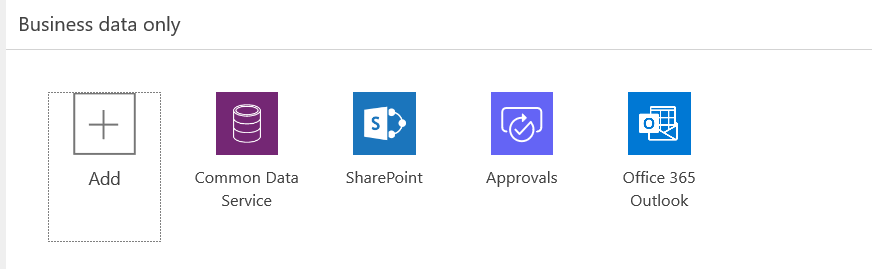 Business data only
Add
Common Data
Service
SharePoint
Approvals
Office 365
Outlook